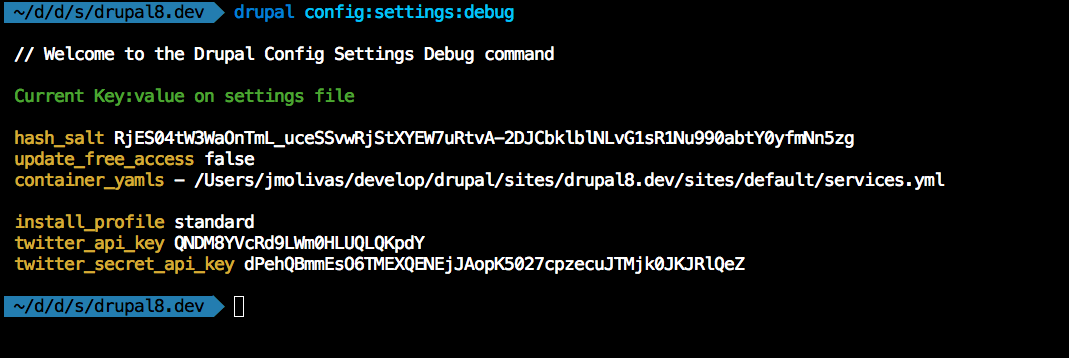 ~/d/d/s/drupal8.dev drupal config:settings:debug
// Welcome to the Drupal Config Settings Debug command
Current Key:value on settings file
hash_salt RjES04tW3WaOnTmL_uceSSvwRjStXYEW7uRtvA-2DJCbklblNLvG1sR1Nu990abtY0yfmNn5zg
update_free_access false
container_yamls - /Users/jmolivas/develop/drupal/sites/drupal8.dev/sites/default/services.yml
install_profile standard
twitter_api_key QNDM8YVcRd9LWm0HLUQLQKpdY
twitter_secret_api_key dPehQBmmEsO6TMEXQENEjJAopK5027cpzecuJTMjk0JKJRlQeZ
~/d/d/s/drupal8.dev